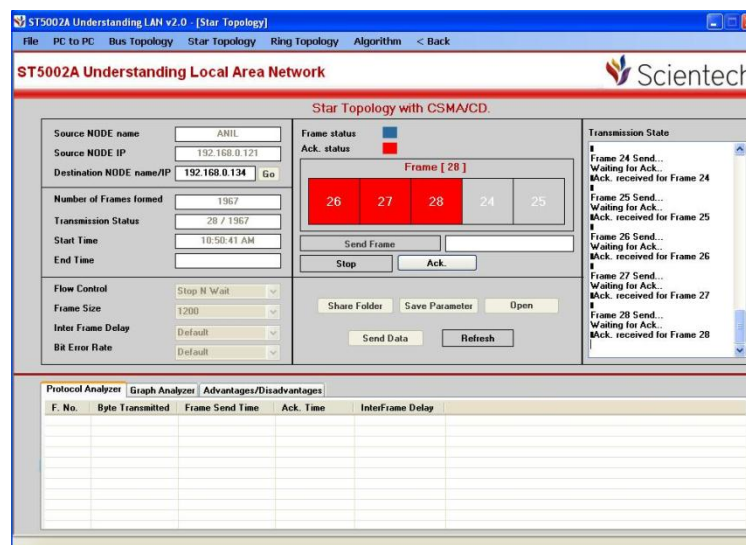 ST5002A Understanding LAN v2.0 - [Star Topology]
File PC to PC Bus Topology Star Topology Ring Topology Algorithm < Back
ST5002A Understanding Local Area Network
Scientech
Star Topology with CSMA/CD.
Source NODE name ANIL
Source NODE IP 192.168.0.121
Destination NODE name/IP 192.168.0.134 Go
Number of Frames formed 1967
Transmission Status 28 / 1967
Start Time 10:50:41 AM
End Time
Flow Control Stop N Wait
Frame Size 1200
Inter Frame Delay Default
Bit Error Rate Default
Frame status
Ack. status
Frame [ 28 ]
26 27 28 24 25
Send Frame
Stop Ack.
Share Folder Save Parameter Open
Send Data Refresh
Transmission State
Frame 24 Send...
Waiting for Ack..
Ack. received for Frame 24
Frame 25 Send...
Waiting for Ack..
Ack. received for Frame 25
Frame 26 Send...
Waiting for Ack..
Ack. received for Frame 26
Frame 27 Send...
Waiting for Ack..
Ack. received for Frame 27
Frame 28 Send...
Waiting for Ack..
Ack. received for Frame 28
Protocol Analyzer Graph Analyzer Advantages/Disadvantages
F. No. Byte Transmitted Frame Send Time Ack. Time InterFrame Delay